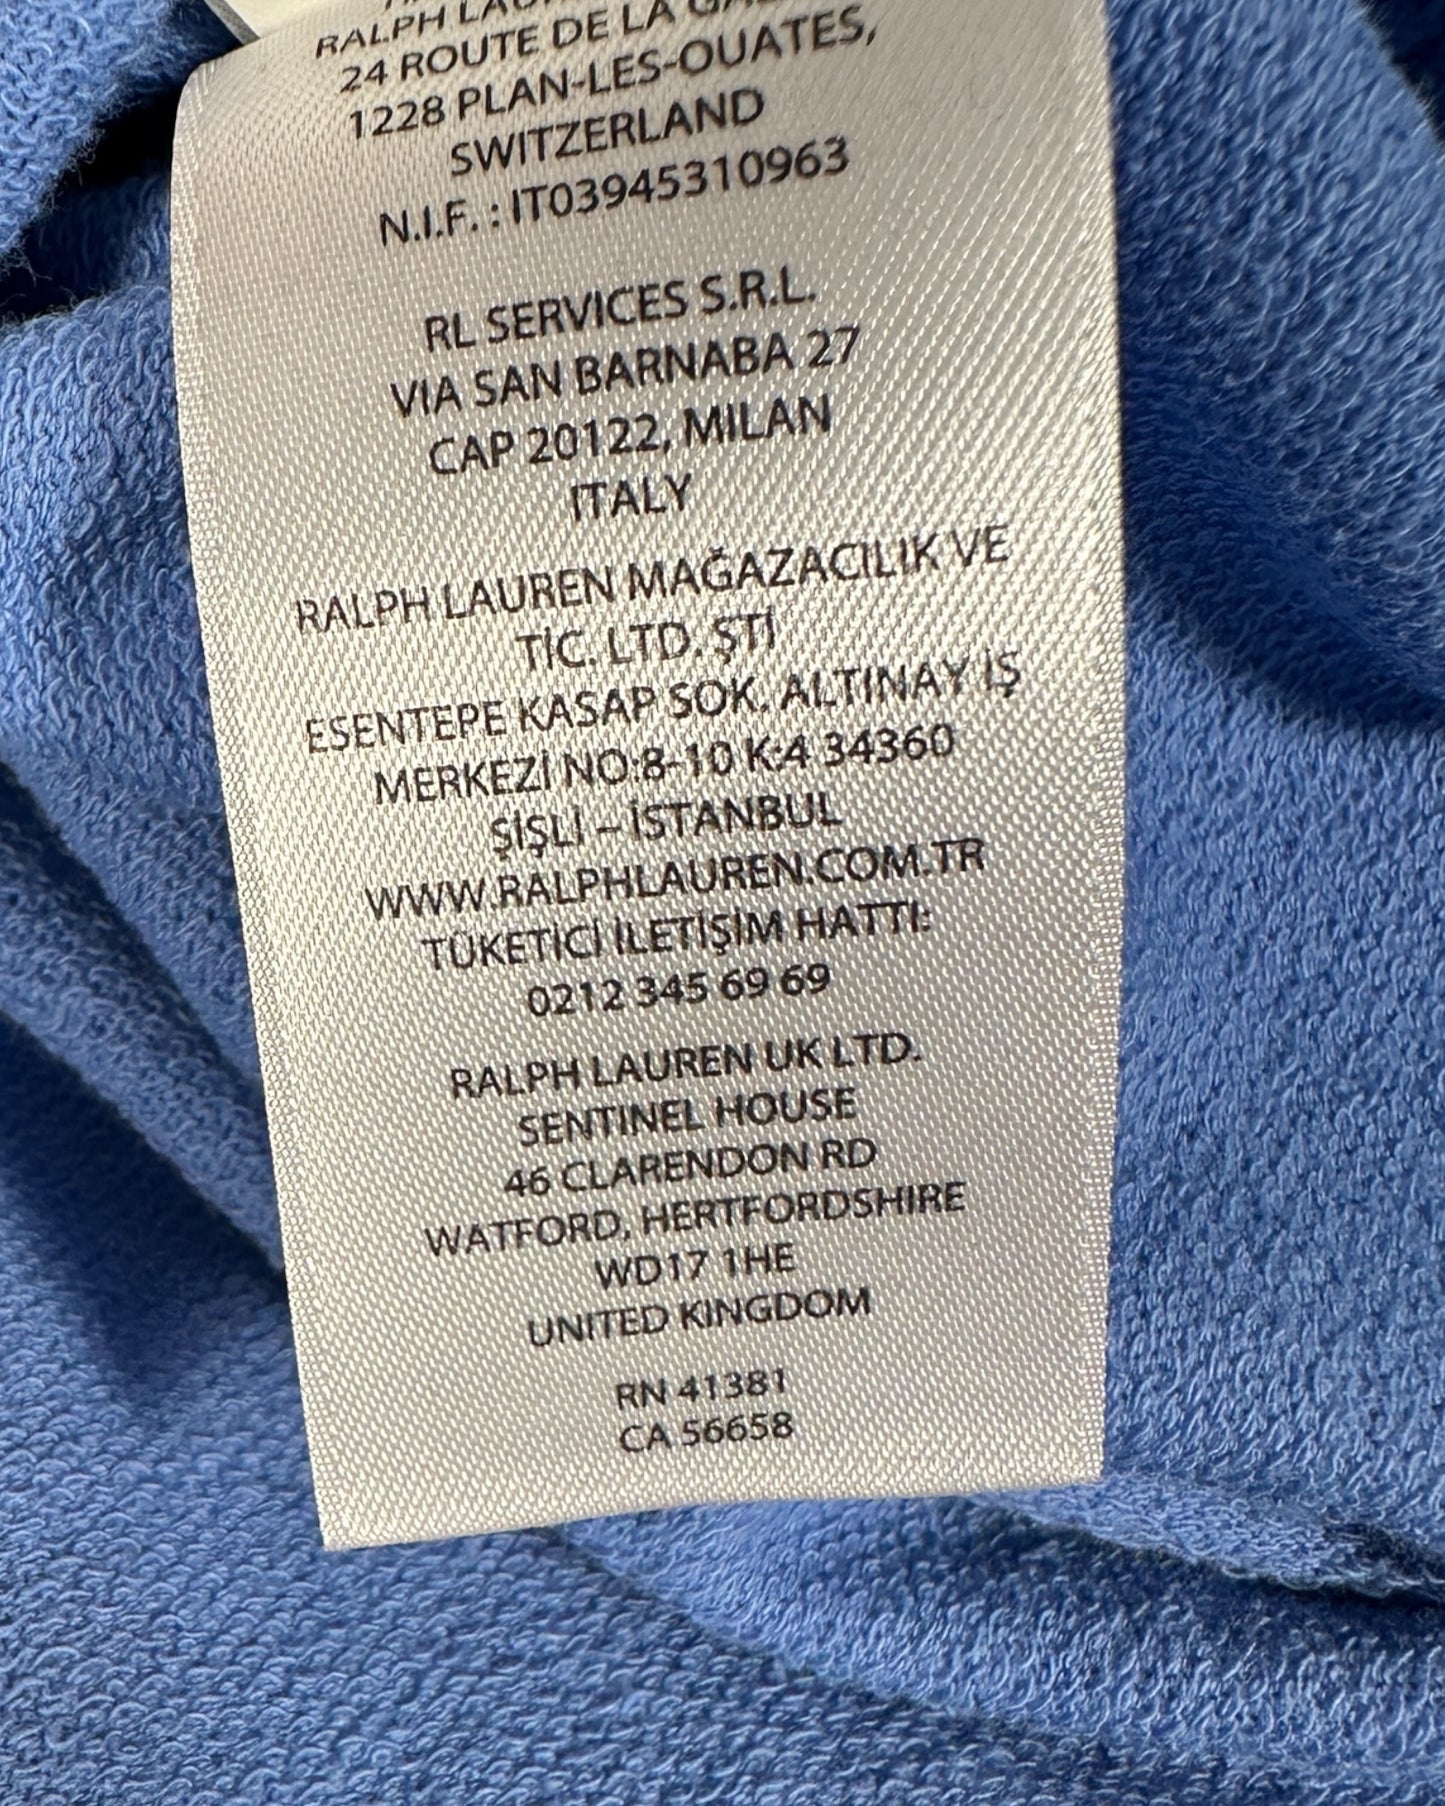 RALPH
24 ROUTE DE LA
1228 PLAN-LES-OUATES,
SWITZERLAND
N.I.F. : IT03945310963
RL SERVICES S.R.L.
VIA SAN BARNABA 27
CAP 20122, MILAN
ITALY
RALPH LAUREN MAĞAZACILIK VE
TİC. LTD. ŞTİ
ESENTEPE KASAP SOK. ALTINAY İŞ
MERKEZİ NO:8-10 K:4 34360
ŞİŞLİ – İSTANBUL
WWW.RALPHLAUREN.COM.TR
TÜKETİCİ İLETİŞİM HATTI:
0212 345 69 69
RALPH LAUREN UK LTD.
SENTINEL HOUSE
46 CLARENDON RD
WATFORD, HERTFORDSHIRE
WD17 1HE
UNITED KINGDOM
RN 41381
CA 56658